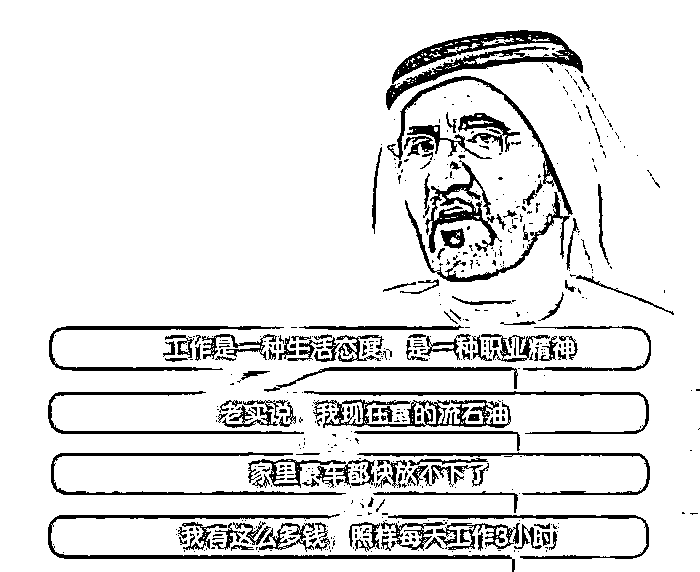 工作是一种生活态度，是一种职业精神
老实说，我现在富的流石油
家里豪车都快放不下了
我有这么多钱，照样每天工作8小时